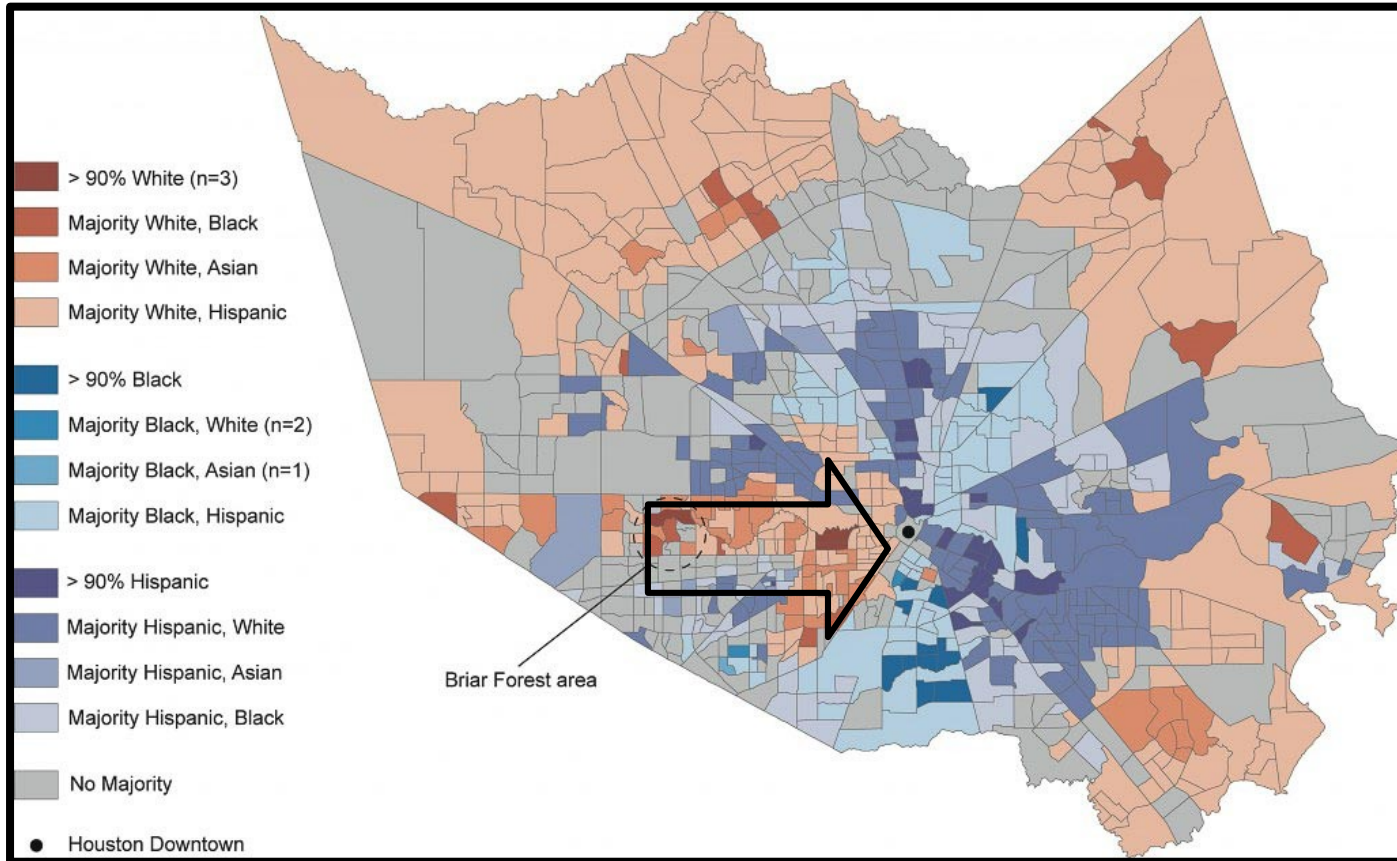 > 90% White (n=3)
Majority White, Black
Majority White, Asian
Majority White, Hispanic
> 90% Black
Majority Black, White (n=2)
Majority Black, Asian (n=1)
Majority Black, Hispanic
> 90% Hispanic
Majority Hispanic, White
Majority Hispanic, Asian
Majority Hispanic, Black
No Majority
Houston Downtown
Briar Forest area